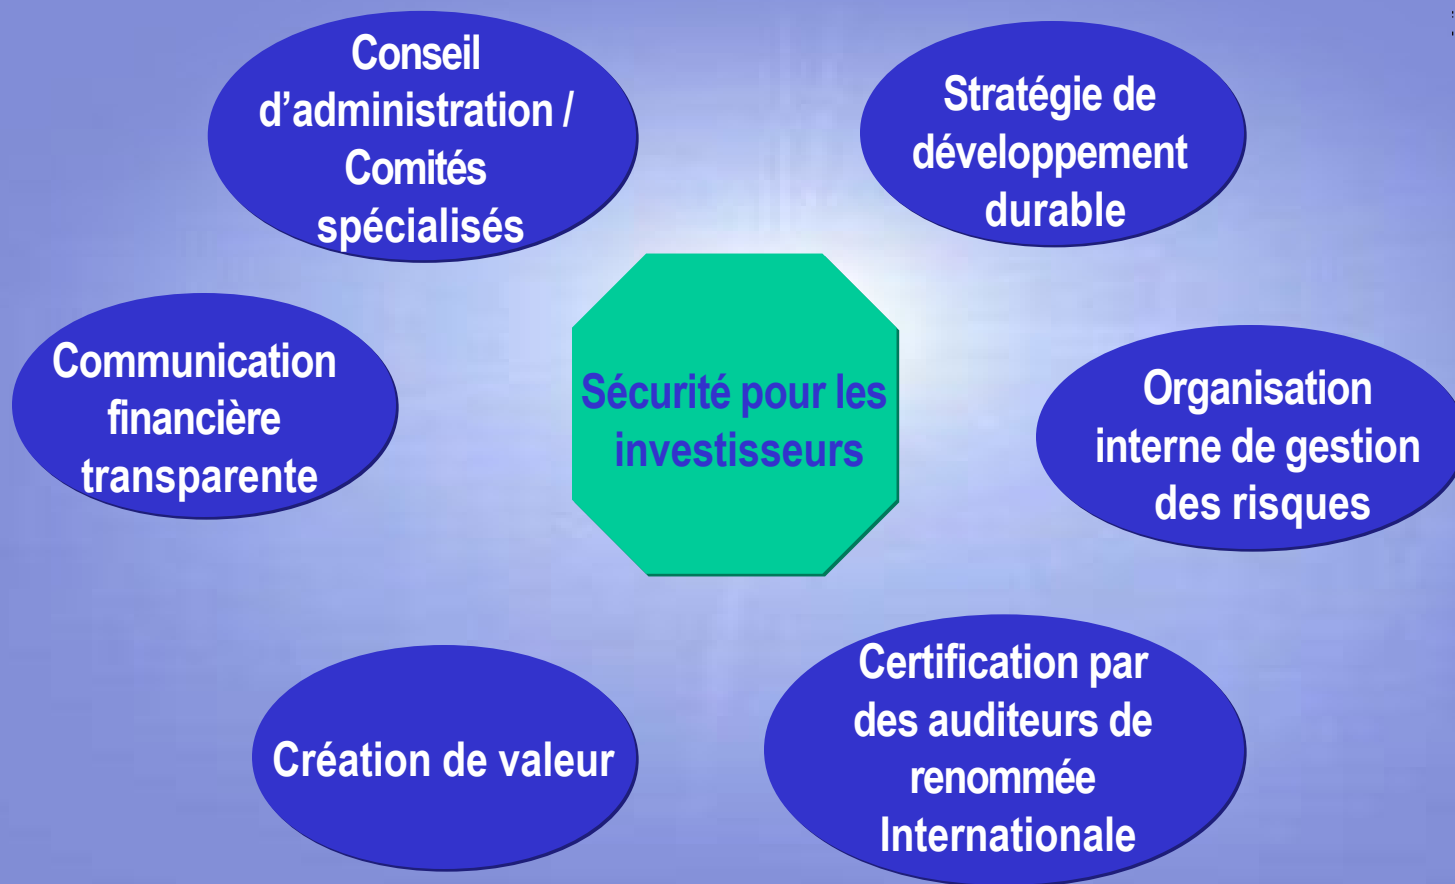 Conseil
d’administration /
Comités
spécialisés
Stratégie de
développement
durable
Communication
financière
transparente
Sécurité pour les
investisseurs
Organisation
interne de gestion
des risques
Création de valeur
Certification par
des auditeurs de
renommée
Internationale